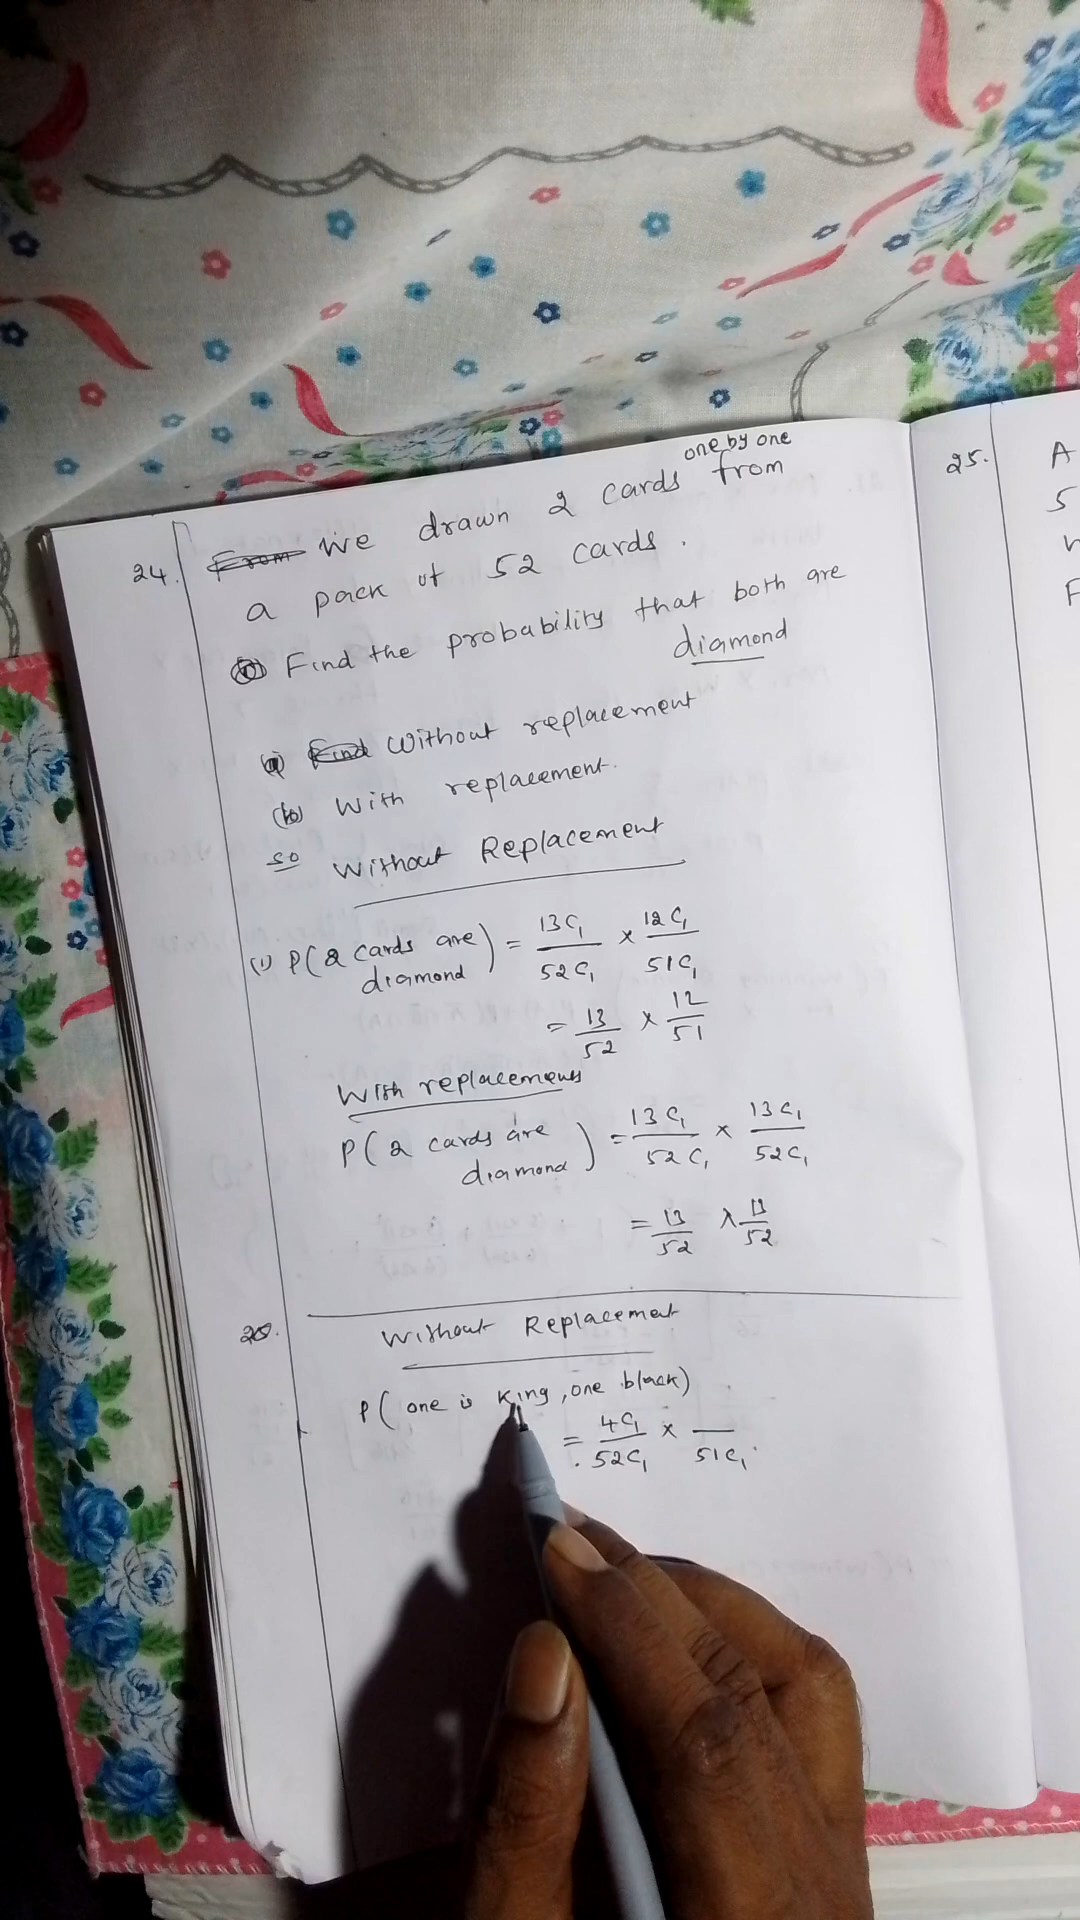 one by one
24. From We drawn 2 cards from
a pack of 52 cards.
Find the probability that both are
diamond
(a) Find Without replacement
(b) With replacement.
so Without Replacement
(i) P(2 cards are diamond) = 13C1/52C1 × 12C1/51C1
= 13/52 × 12/51
With replacement
P(2 cards are diamond) = 13C1/52C1 × 13C1/52C1
= 13/52 × 13/52
Without Replacement
P(one is King, one black)
= 4C1/52C1 × /51C1
25.
A
5
F